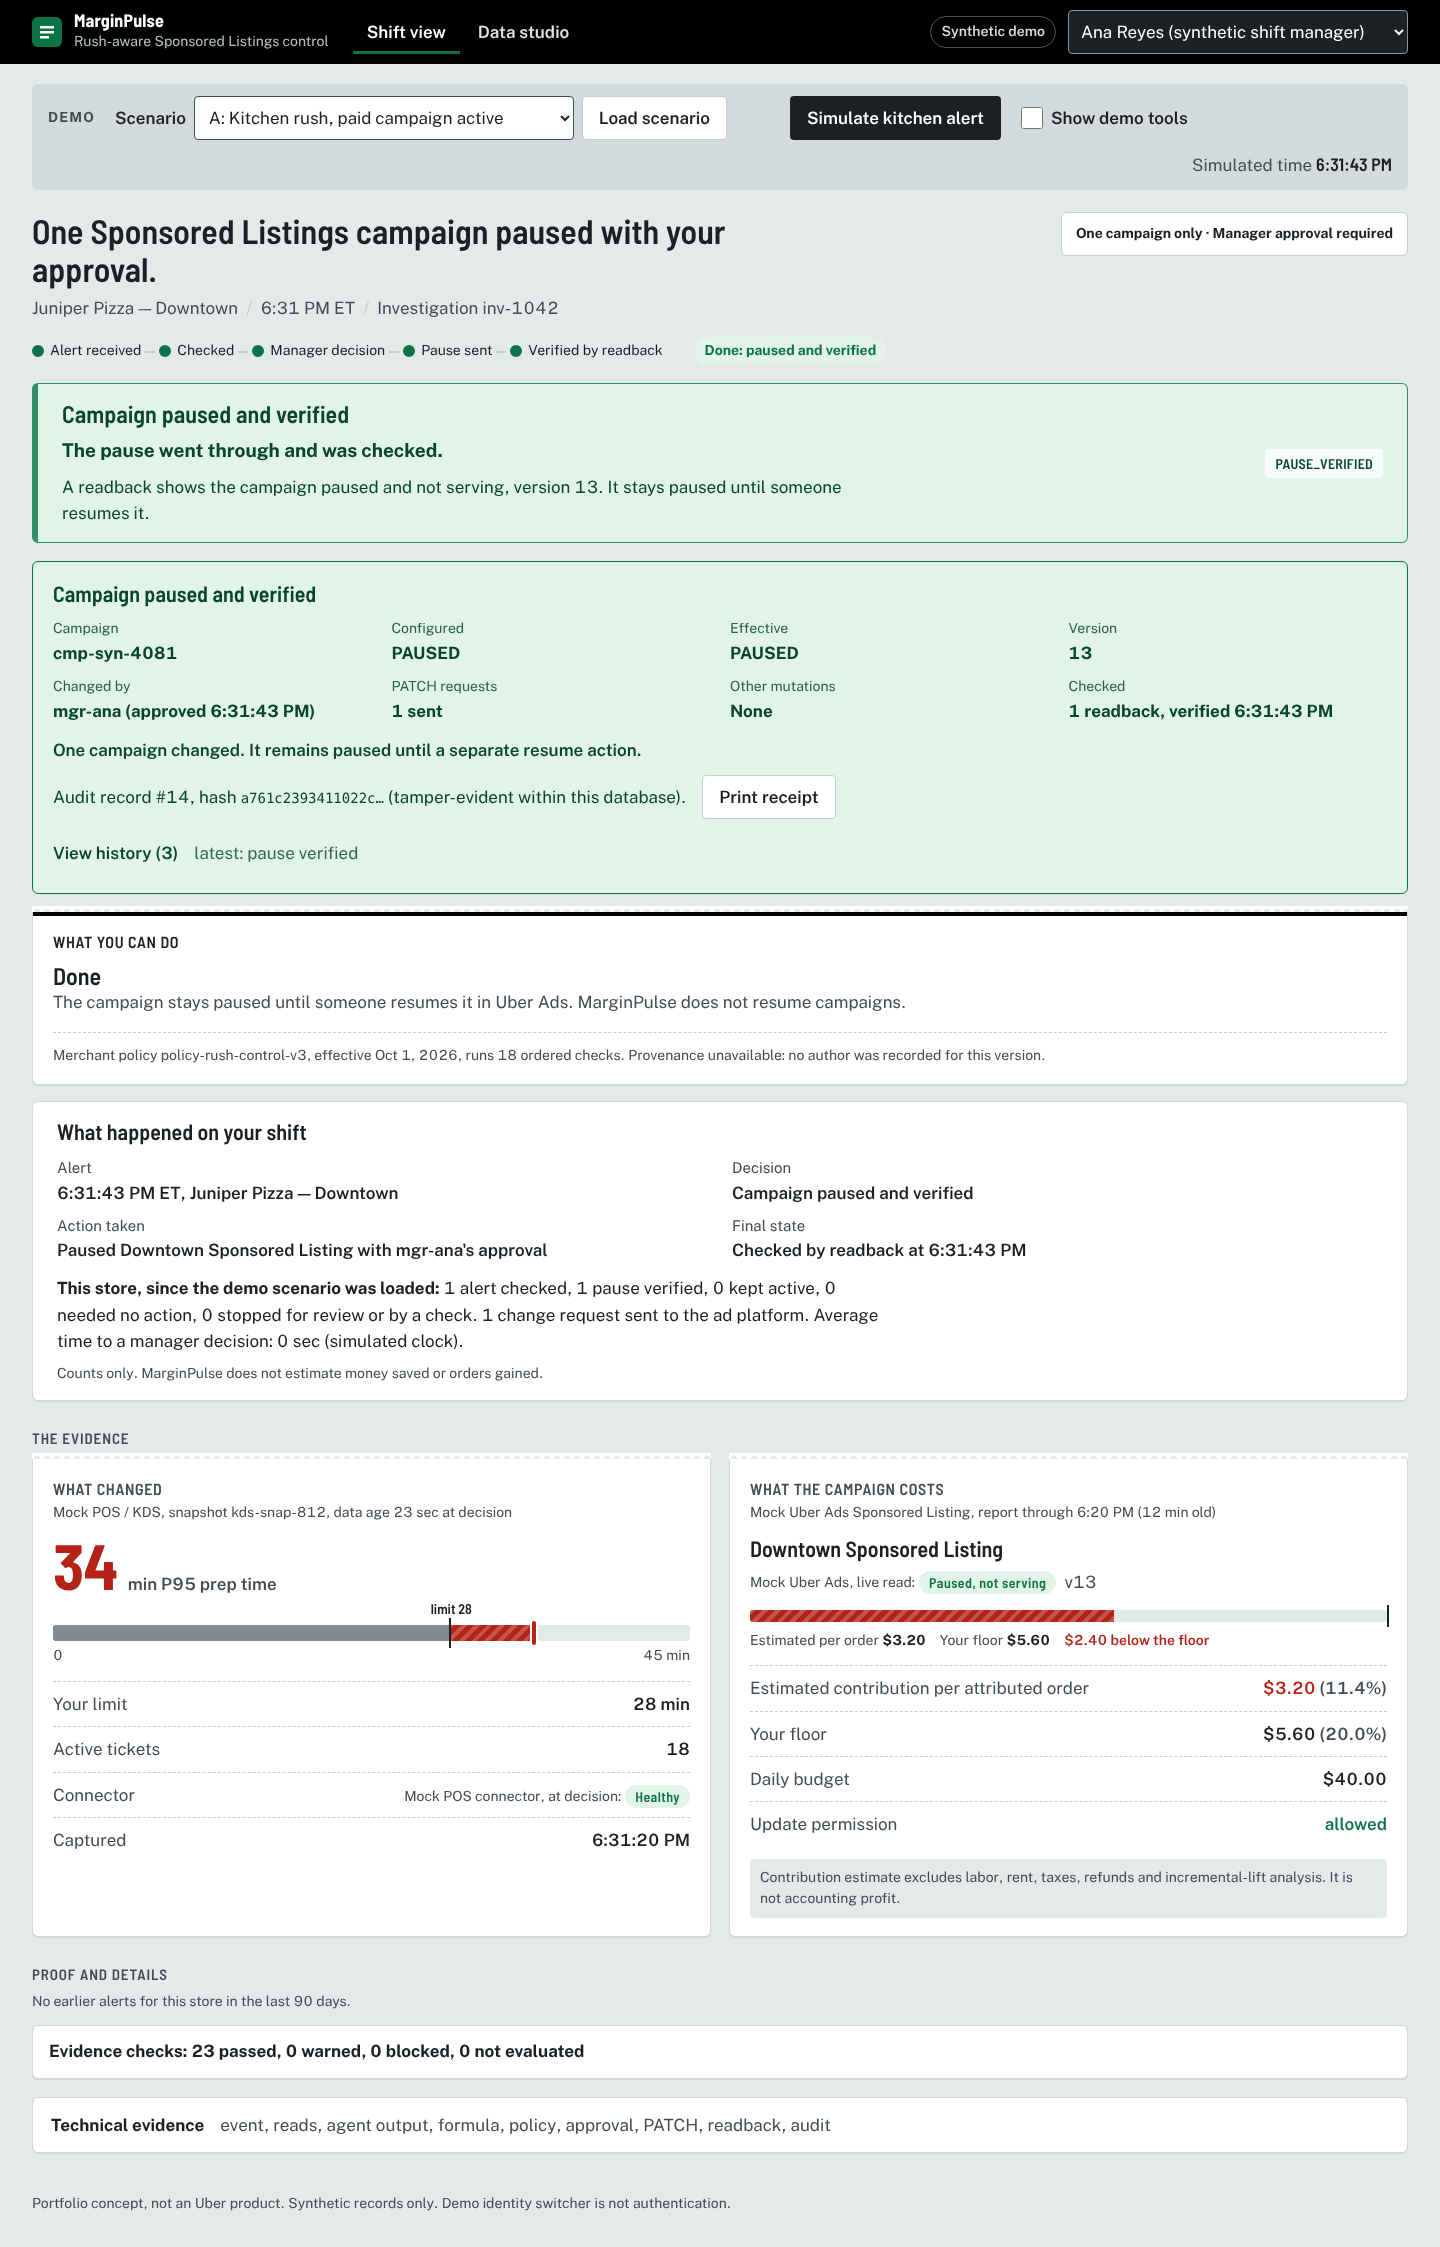 MarginPulse
Rush-aware Sponsored Listings control
Shift view
Data studio
Synthetic demo
Ana Reyes (synthetic shift manager)
DEMO
Scenario
A: Kitchen rush, paid campaign active
Load scenario
Simulate kitchen alert
Show demo tools
Simulated time 6:31:43 PM
One Sponsored Listings campaign paused with your
approval.
One campaign only · Manager approval required
Juniper Pizza — Downtown / 6:31 PM ET / Investigation inv-1042
Alert received — Checked — Manager decision — Pause sent — Verified by readback
Done: paused and verified
Campaign paused and verified
The pause went through and was checked.
A readback shows the campaign paused and not serving, version 13. It stays paused until someone
resumes it.
PAUSE_VERIFIED
Campaign paused and verified
Campaign
cmp-syn-4081
Configured
PAUSED
Effective
PAUSED
Version
13
Changed by
mgr-ana (approved 6:31:43 PM)
PATCH requests
1 sent
Other mutations
None
Checked
1 readback, verified 6:31:43 PM
One campaign changed. It remains paused until a separate resume action.
Audit record #14, hash a761c2393411022c… (tamper-evident within this database).
Print receipt
View history (3) latest: pause verified
WHAT YOU CAN DO
Done
The campaign stays paused until someone resumes it in Uber Ads. MarginPulse does not resume campaigns.
Merchant policy policy-rush-control-v3, effective Oct 1, 2026, runs 18 ordered checks. Provenance unavailable: no author was recorded for this version.
What happened on your shift
Alert
6:31:43 PM ET, Juniper Pizza — Downtown
Decision
Campaign paused and verified
Action taken
Paused Downtown Sponsored Listing with mgr-ana's approval
Final state
Checked by readback at 6:31:43 PM
This store, since the demo scenario was loaded: 1 alert checked, 1 pause verified, 0 kept active, 0
needed no action, 0 stopped for review or by a check. 1 change request sent to the ad platform. Average
time to a manager decision: 0 sec (simulated clock).
Counts only. MarginPulse does not estimate money saved or orders gained.
THE EVIDENCE
WHAT CHANGED
Mock POS / KDS, snapshot kds-snap-812, data age 23 sec at decision
34 min P95 prep time
limit 28
0
45 min
Your limit
28 min
Active tickets
18
Connector
Mock POS connector, at decision: Healthy
Captured
6:31:20 PM
WHAT THE CAMPAIGN COSTS
Mock Uber Ads Sponsored Listing, report through 6:20 PM (12 min old)
Downtown Sponsored Listing
Mock Uber Ads, live read: Paused, not serving v13
Estimated per order $3.20 Your floor $5.60 $2.40 below the floor
Estimated contribution per attributed order
$3.20 (11.4%)
Your floor
$5.60 (20.0%)
Daily budget
$40.00
Update permission
allowed
Contribution estimate excludes labor, rent, taxes, refunds and incremental-lift analysis. It is
not accounting profit.
PROOF AND DETAILS
No earlier alerts for this store in the last 90 days.
Evidence checks: 23 passed, 0 warned, 0 blocked, 0 not evaluated
Technical evidence event, reads, agent output, formula, policy, approval, PATCH, readback, audit
Portfolio concept, not an Uber product. Synthetic records only. Demo identity switcher is not authentication.